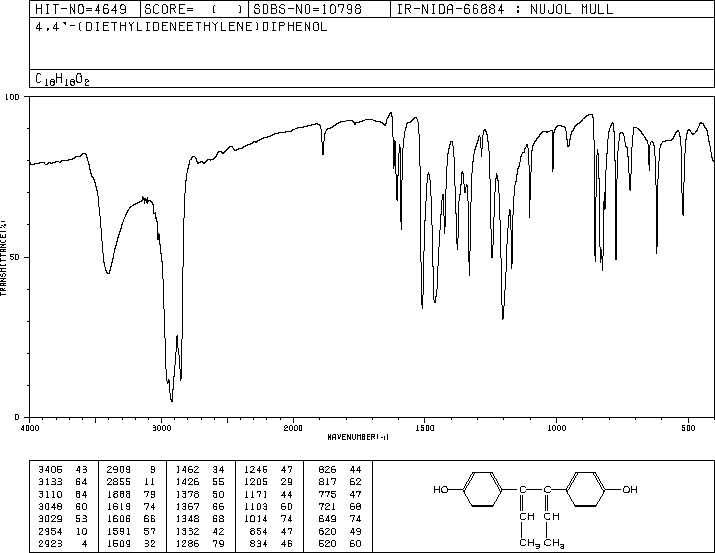 HIT-NO=4649 SCORE= ( ) SDBS-NO=10798 IR-NIDA-66884 : NUJOL MULL
4,4'-(DIETHYLIDENEETHYLENE)DIPHENOL
C18H18O2
100
50
0
TRANSMITTANCE(%)
4000 3000 2000 1500 1000 500
WAVENUMBER(-1)
3405 43 2909 9 1462 34 1246 47 826 44
3133 64 2855 11 1426 55 1205 29 817 62
3110 64 1888 79 1378 50 1171 44 775 47
3048 60 1619 74 1367 66 1103 60 721 68
3029 53 1606 66 1348 68 1014 74 649 74
2954 10 1591 57 1332 42 854 47 620 49
2923 4 1509 32 1286 79 834 46 520 60
HO C C OH
CH CH
CH3 CH3